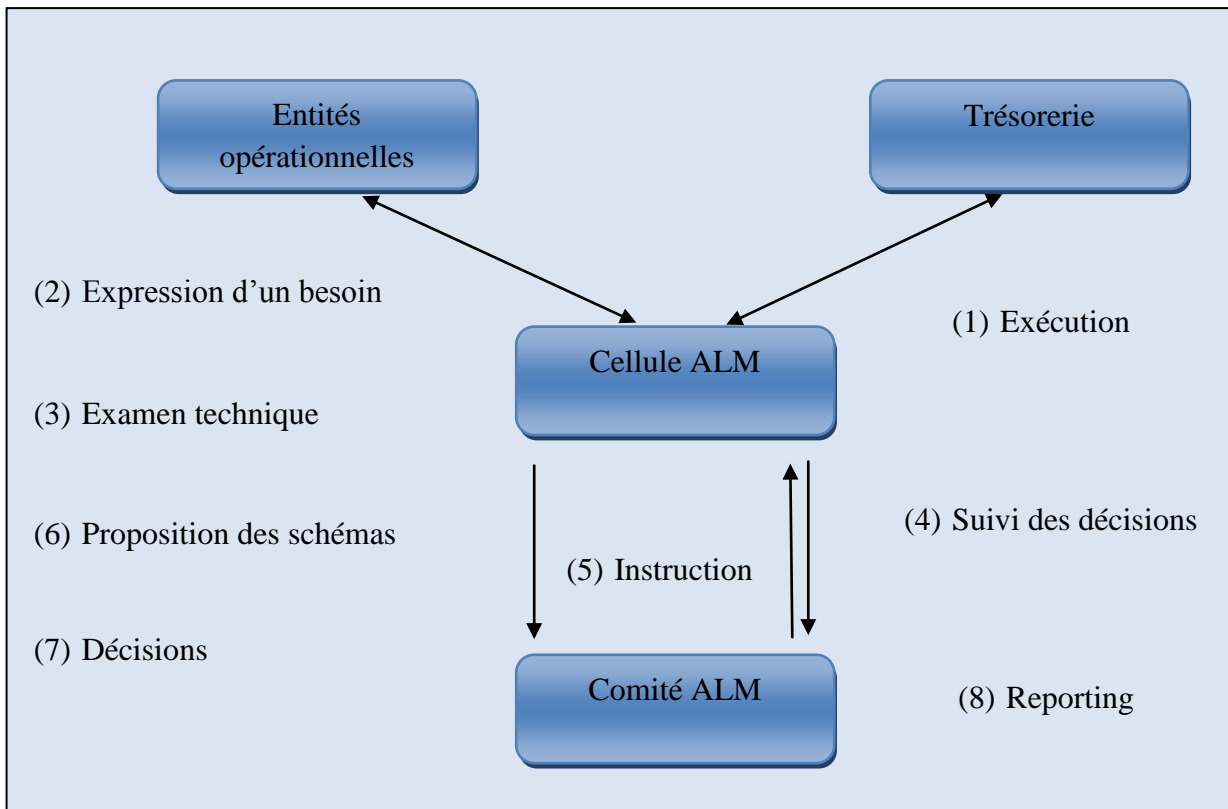 Entités
opérationnelles
Trésorerie
(2) Expression d’un besoin
(1) Exécution
Cellule ALM
(3) Examen technique
(6) Proposition des schémas
(4) Suivi des décisions
(5) Instruction
(7) Décisions
Comité ALM
(8) Reporting